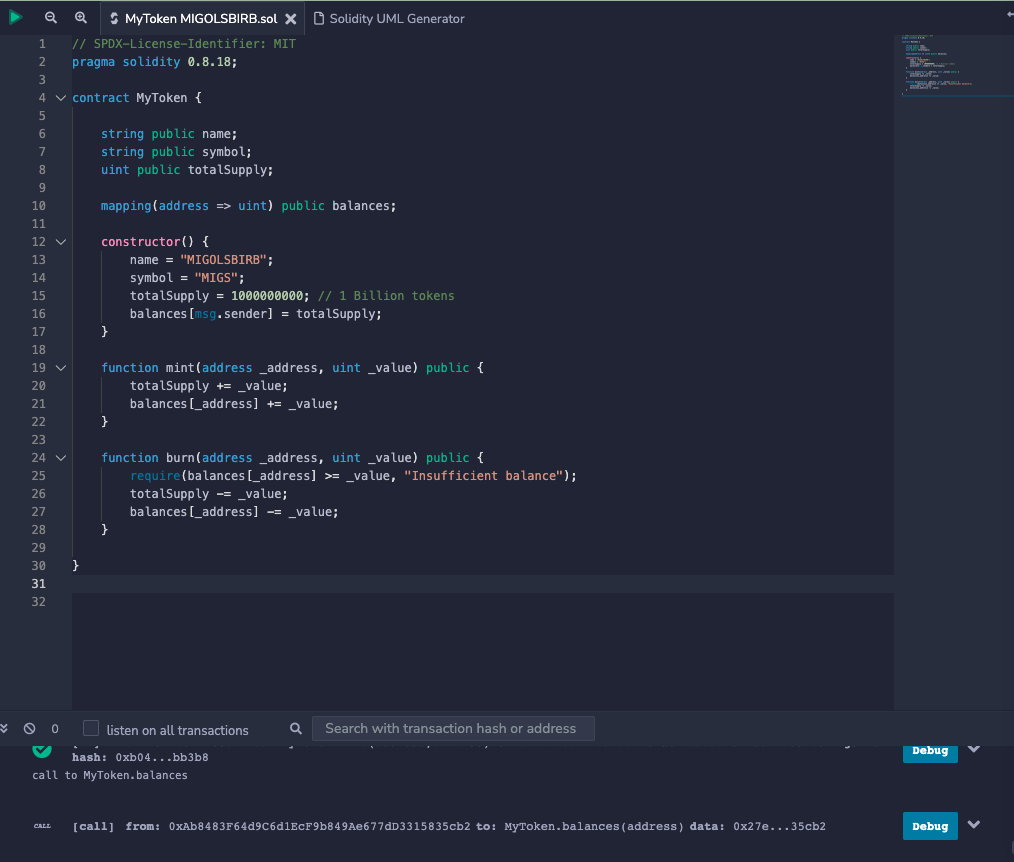 MyToken MIGOLSBIRB.sol
Solidity UML Generator
1 // SPDX-License-Identifier: MIT
2 pragma solidity 0.8.18;
3
4 contract MyToken {
5
6 string public name;
7 string public symbol;
8 uint public totalSupply;
9
10 mapping(address => uint) public balances;
11
12 constructor() {
13 name = "MIGOLSBIRB";
14 symbol = "MIGS";
15 totalSupply = 1000000000; // 1 Billion tokens
16 balances[msg.sender] = totalSupply;
17 }
18
19 function mint(address _address, uint _value) public {
20 totalSupply += _value;
21 balances[_address] += _value;
22 }
23
24 function burn(address _address, uint _value) public {
25 require(balances[_address] >= _value, "Insufficient balance");
26 totalSupply -= _value;
27 balances[_address] -= _value;
28 }
29
30 }
31
32
0 listen on all transactions Search with transaction hash or address
Debug
hash: 0xb04...bb3b8
call to MyToken.balances
CALL [call] from: 0xAb8483F64d9C6d1EcF9b849Ae677dD3315835cb2 to: MyToken.balances(address) data: 0x27e...35cb2 Debug